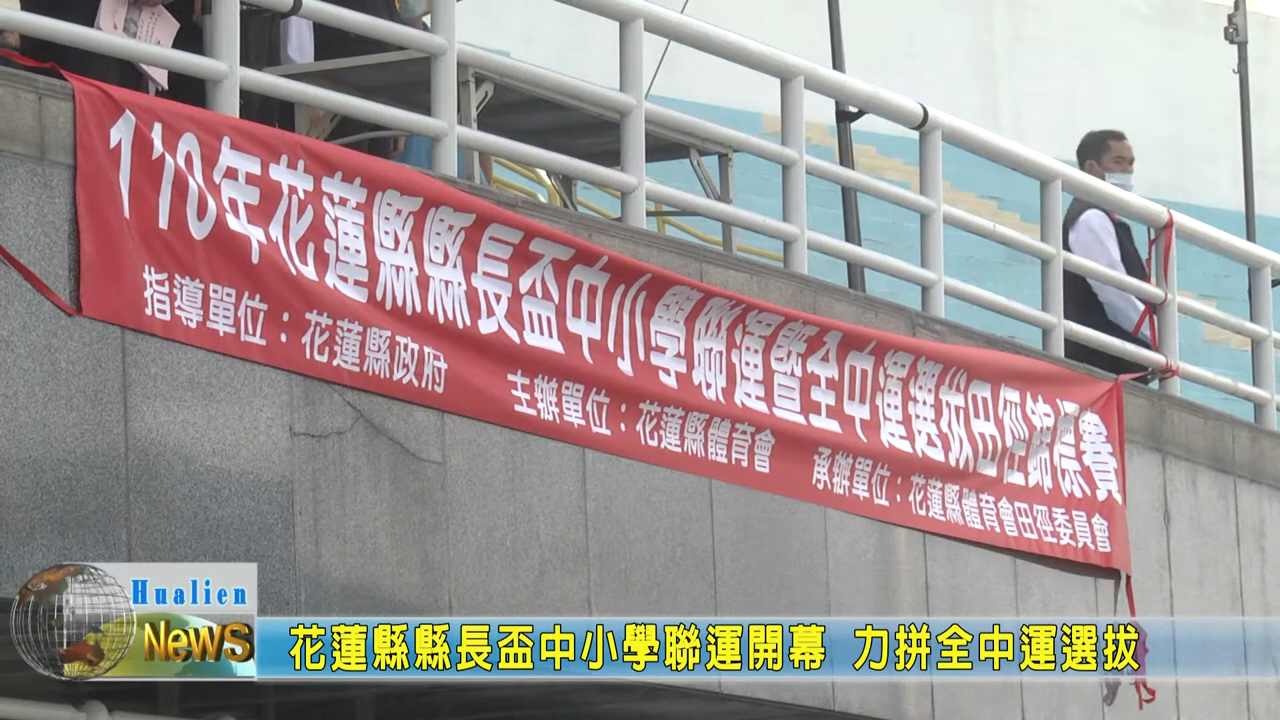 110年花蓮縣縣長盃中小學聯運暨全中運選拔田徑錦標賽
指導單位：花蓮縣政府 主辦單位：花蓮縣體育會 承辦單位：花蓮縣體育會田徑委員會
Hualien
News
花蓮縣縣長盃中小學聯運開幕 力拼全中運選拔